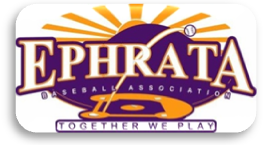 EPHRATA
BASEBALL ASSOCIATION
TOGETHER WE PLAY